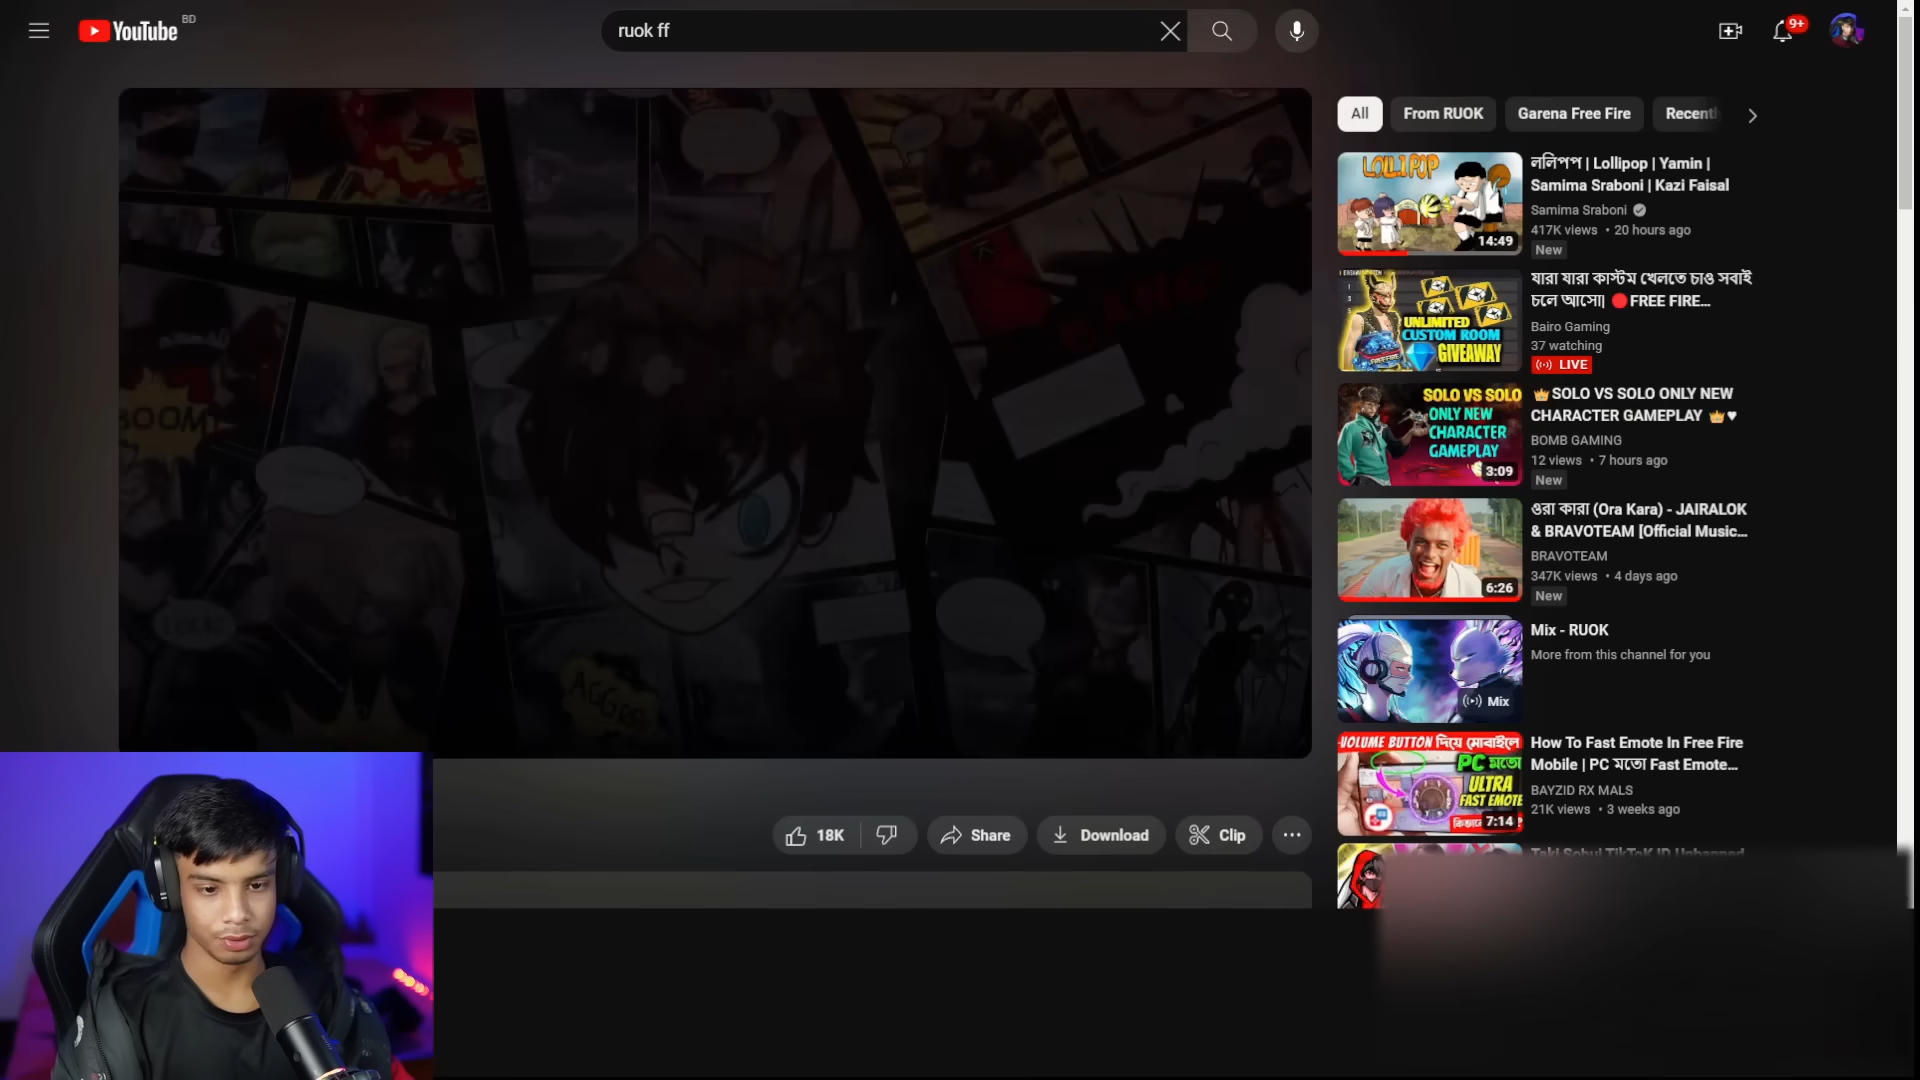 YouTube BD
ruok ff
9+
All
From RUOK
Garena Free Fire
BOOM
LOLLIPOP
14:49
ললিপপ | Lollipop | Yamin |
Samima Sraboni | Kazi Faisal
Samima Sraboni
417K views • 20 hours ago
New
UNLIMITED
CUSTOM ROOM
GIVEAWAY
যারা যারা কাস্টম খেলতে চাও সবাই
চলে আসো| 🔴FREE FIRE...
Bairo Gaming
37 watching
LIVE
SOLO VS SOLO
ONLY NEW
CHARACTER
GAMEPLAY
3:09
👑SOLO VS SOLO ONLY NEW
CHARACTER GAMEPLAY 👑♥
BOMB GAMING
12 views • 7 hours ago
New
6:26
ওরা কারা (Ora Kara) - JAIRALOK
& BRAVOTEAM [Official Music...
BRAVOTEAM
347K views • 4 days ago
New
Mix
Mix - RUOK
More from this channel for you
VOLUME BUTTON দিয়ে মোবাইলে
PC মতো
ULTRA
FAST EMOTE
7:14
How To Fast Emote In Free Fire
Mobile | PC মতো Fast Emote...
BAYZID RX MALS
21K views • 3 weeks ago
18K
Share
Download
Clip